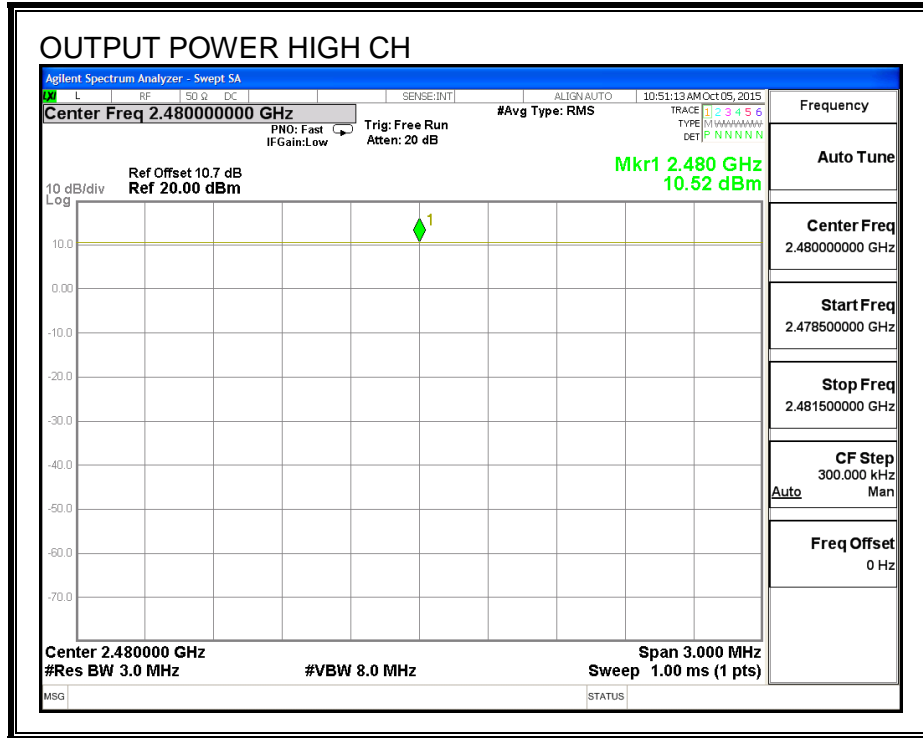 OUTPUT POWER HIGH CH
Agilent Spectrum Analyzer - Swept SA
LXI L RF 50 Ω DC SENSE:INT ALIGN AUTO 10:51:13 AM Oct 05, 2015
Center Freq 2.480000000 GHz
PNO: Fast
IFGain:Low
Trig: Free Run
Atten: 20 dB
#Avg Type: RMS
TRACE 1 2 3 4 5 6
TYPE M W W W W W
DET P N N N N N
Mkr1 2.480 GHz
10.52 dBm
Ref Offset 10.7 dB
10 dB/div Ref 20.00 dBm
Log
1
10.0
0.00
-10.0
-20.0
-30.0
-40.0
-50.0
-60.0
-70.0
Center 2.480000 GHz Span 3.000 MHz
#Res BW 3.0 MHz #VBW 8.0 MHz Sweep 1.00 ms (1 pts)
MSG STATUS
Frequency
Auto Tune
Center Freq
2.480000000 GHz
Start Freq
2.478500000 GHz
Stop Freq
2.481500000 GHz
CF Step
300.000 kHz
Auto Man
Freq Offset
0 Hz